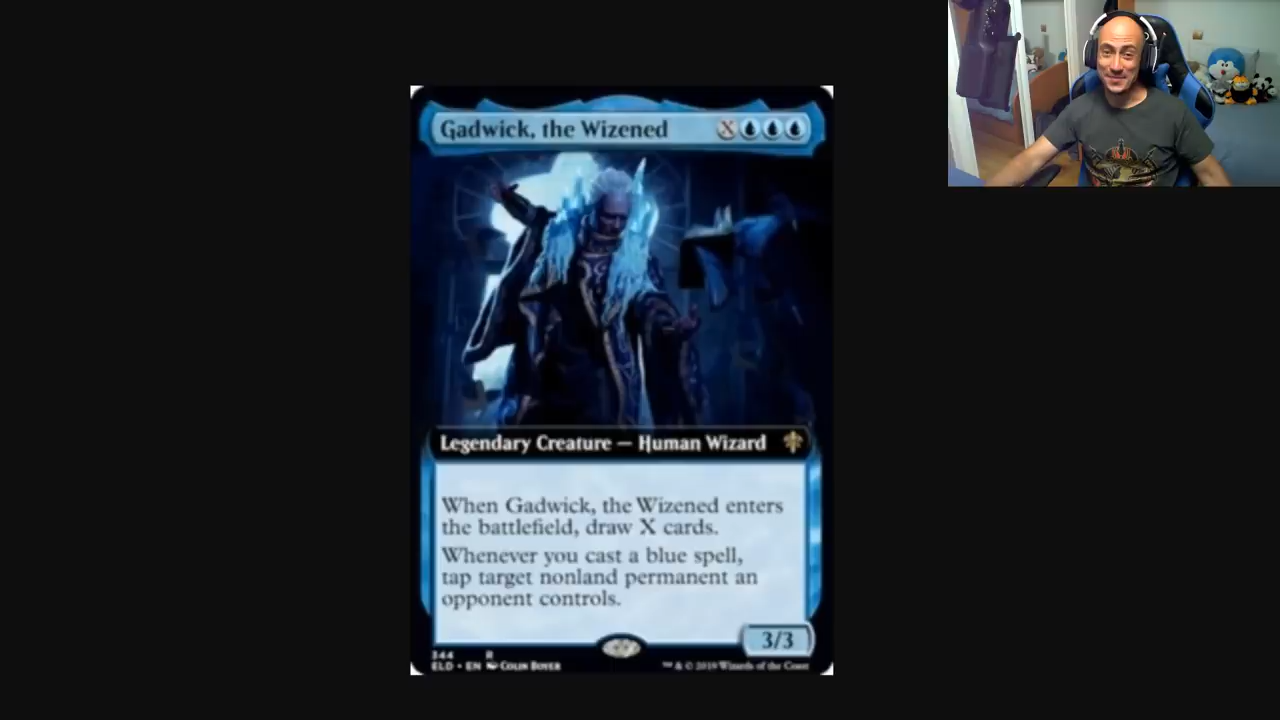 Gadwick, the Wizened X
Legendary Creature — Human Wizard
When Gadwick, the Wizened enters
the battlefield, draw X cards.
Whenever you cast a blue spell,
tap target nonland permanent an
opponent controls.
3/3
344 R
ELD • EN COLIN BOYER
™ & © 2019 Wizards of the Coast